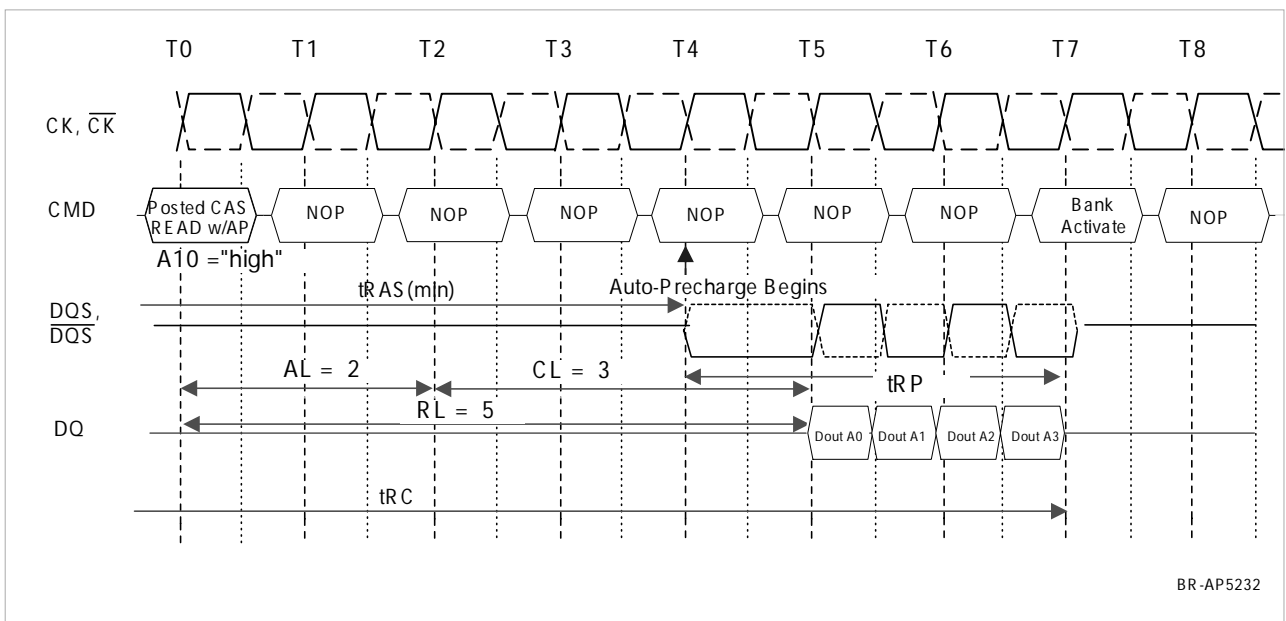 T0 T1 T2 T3 T4 T5 T6 T7 T8
CK, CK
CMD
Posted CAS
READ w/AP
NOP
NOP
NOP
NOP
NOP
NOP
Bank
Activate
NOP
A10 ="high"
tRAS(min)
Auto-Precharge Begins
DQS,
DQS
AL = 2
CL = 3
tRP
RL = 5
DQ
Dout A0
Dout A1
Dout A2
Dout A3
tRC
BR-AP5232